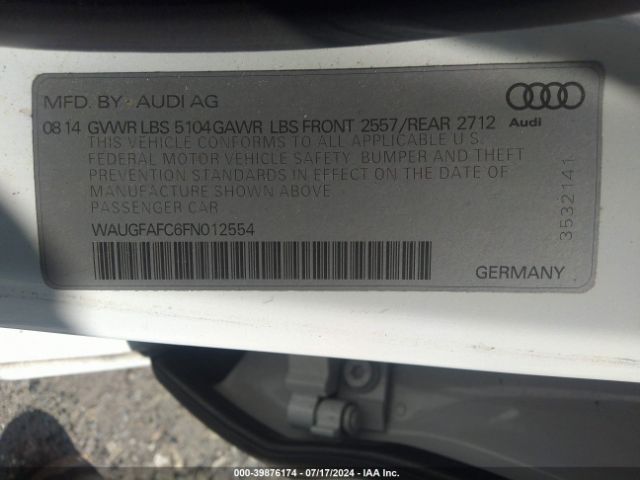 MFD. BY AUDI AG
08 14 GVWR LBS 5104 GAWR LBS FRONT 2557/REAR 2712
Audi
THIS VEHICLE CONFORMS TO ALL APPLICABLE U.S.
FEDERAL MOTOR VEHICLE SAFETY, BUMPER AND THEFT
PREVENTION STANDARDS IN EFFECT ON THE DATE OF
MANUFACTURE SHOWN ABOVE
PASSENGER CAR
WAUGFAFC6FN012554
3532141
GERMANY
000-39876174 / 07/17/2024 - IAA US